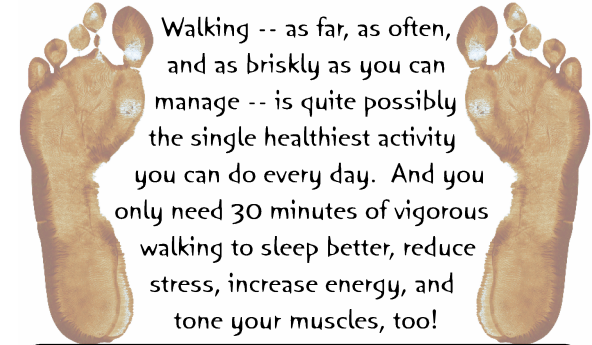 Walking -- as far, as often,
and as briskly as you can
manage -- is quite possibly
the single healthiest activity
you can do every day.  And you
only need 30 minutes of vigorous
walking to sleep better, reduce
stress, increase energy, and
tone your muscles, too!